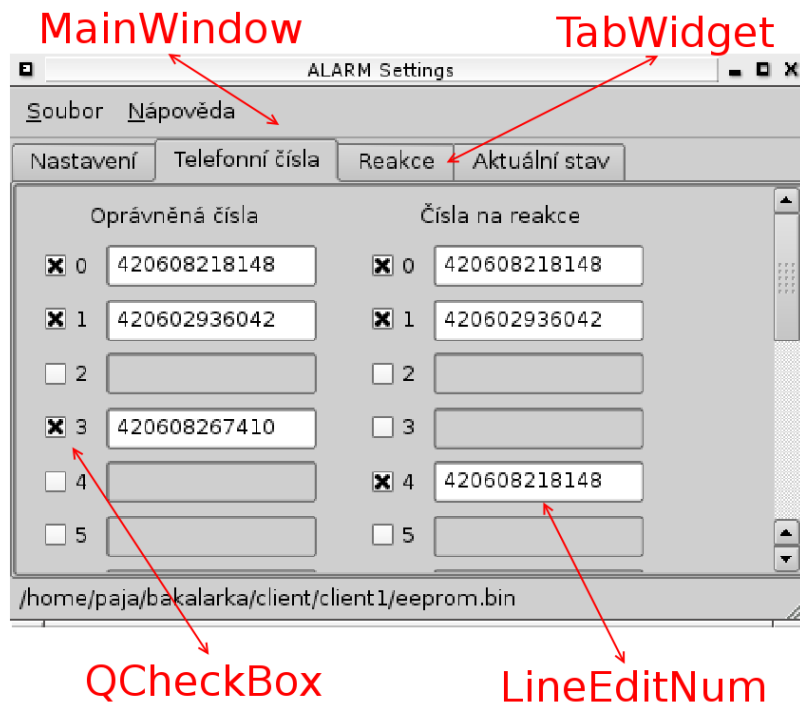 MainWindow
TabWidget
ALARM Settings
Soubor Nápověda
Nastavení Telefonní čísla Reakce Aktuální stav
Oprávněná čísla Čísla na reakce
0 420608218148 0 420608218148
1 420602936042 1 420602936042
2 2
3 420608267410 3
4 4 420608218148
5 5
/home/paja/bakalarka/client/client1/eeprom.bin
QCheckBox
LineEditNum